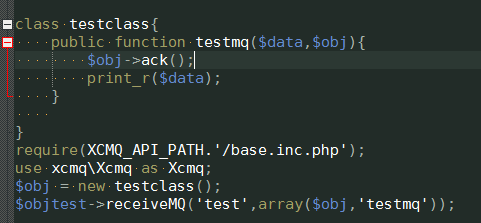 class testclass{
    public function testmq($data,$obj){
        $obj->ack();
        print_r($data);
    }

}
require(XCMQ_API_PATH.'/base.inc.php');
use xcmq\Xcmq as Xcmq;
$obj = new testclass();
$objtest->receiveMQ('test',array($obj,'testmq'));